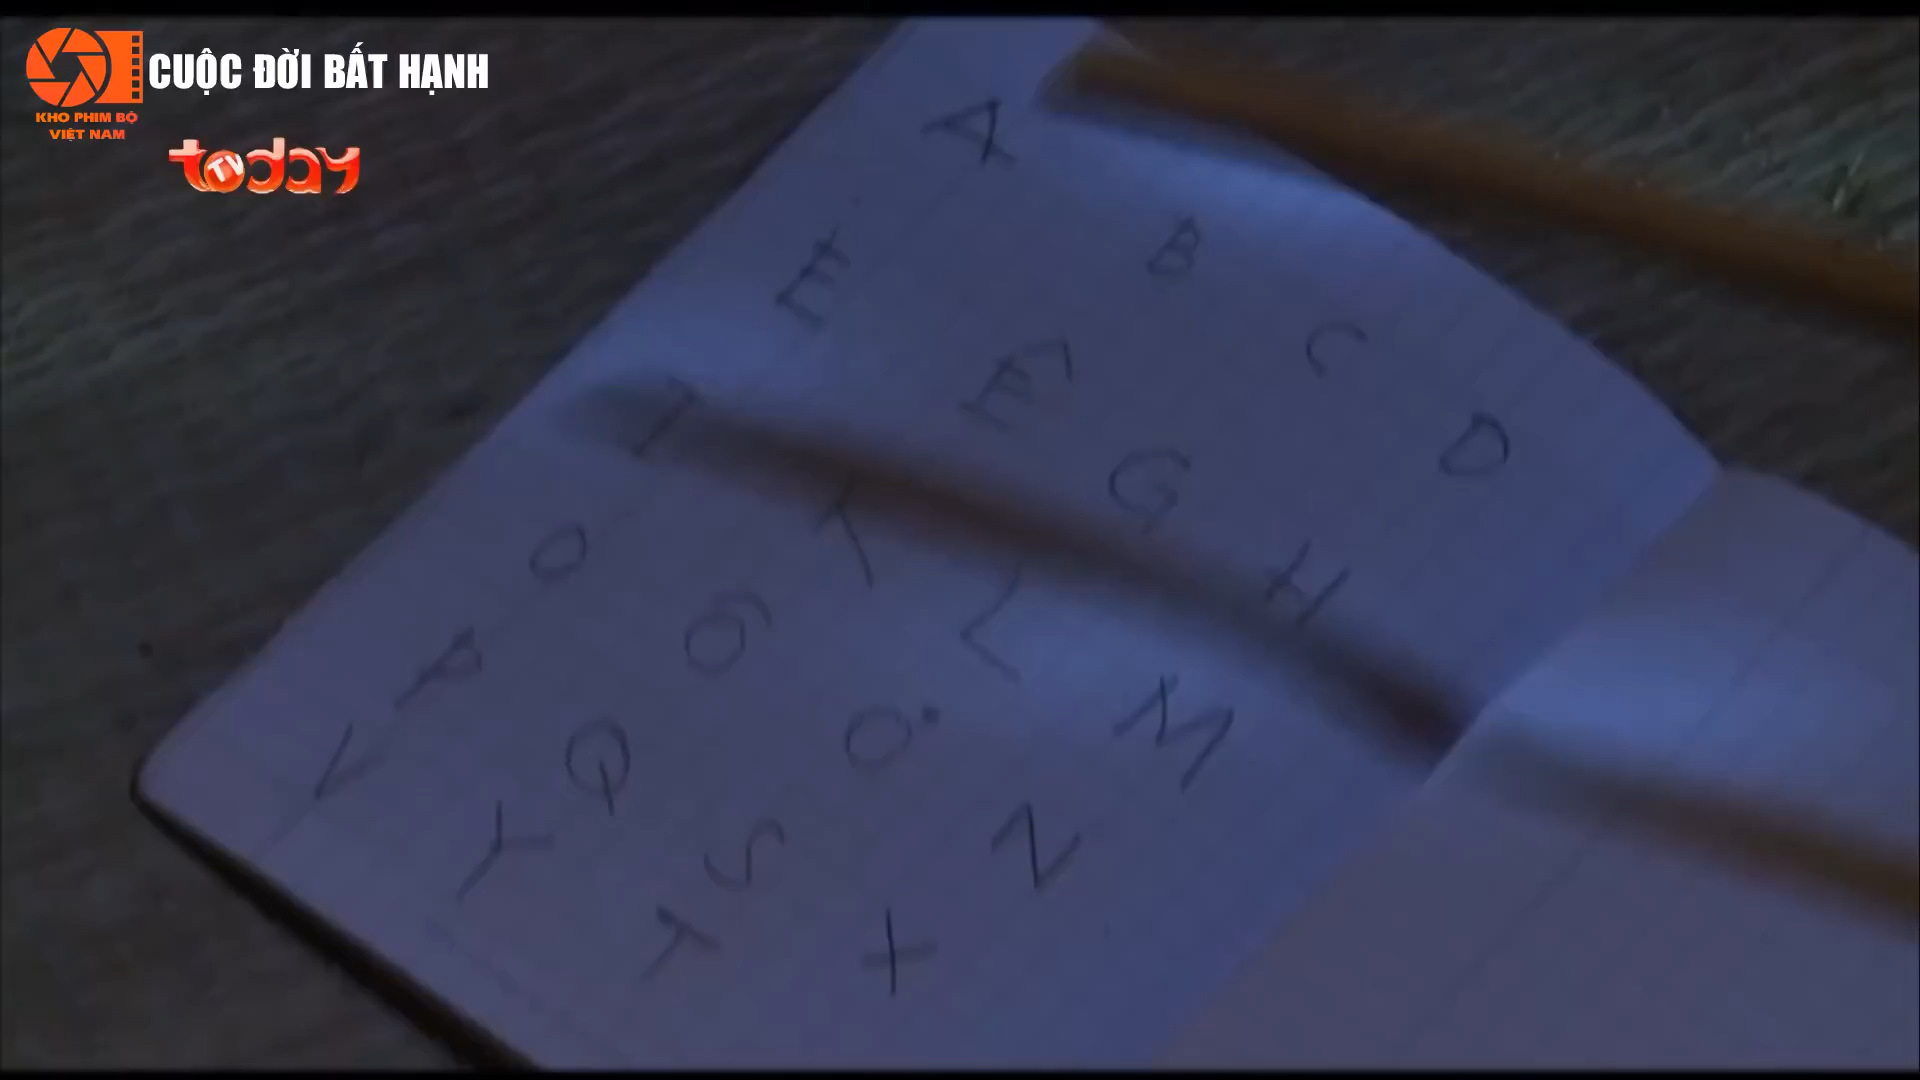 CUỘC ĐỜI BẤT HẠNH
KHO PHIM BỘ
VIỆT NAM
today
TV
A B C D
E Ê G H
I L M
O Ô Ơ N
P Q S X
V Y T